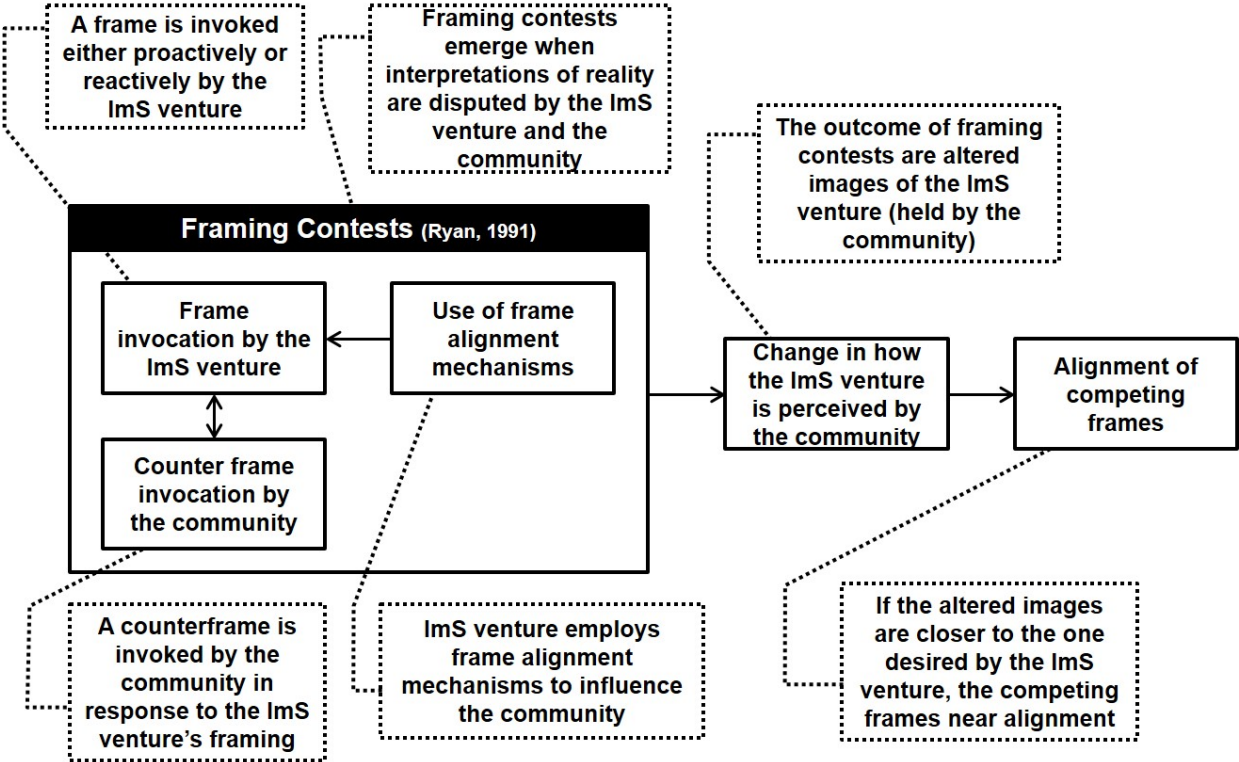 A frame is invoked
either proactively or
reactively by the
ImS venture
Framing contests
emerge when
interpretations of reality
are disputed by the ImS
venture and the
community
The outcome of framing
contests are altered
images of the ImS
venture (held by the
community)
Framing Contests (Ryan, 1991)
Frame
invocation by the
ImS venture
Use of frame
alignment
mechanisms
Counter frame
invocation by
the community
Change in how
the ImS venture
is perceived by
the community
Alignment of
competing
frames
A counterframe is
invoked by the
community in
response to the ImS
venture’s framing
ImS venture employs
frame alignment
mechanisms to influence
the community
If the altered images
are closer to the one
desired by the ImS
venture, the competing
frames near alignment